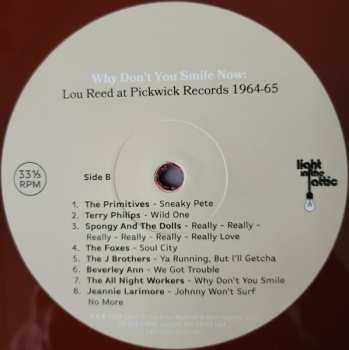 Why Don't You Smile Now:
Lou Reed at Pickwick Records 1964-65
33⅓
RPM
Side B
light
in the
attic
1. The Primitives - Sneaky Pete
2. Terry Philips - Wild One
3. Spongy And The Dolls - Really - Really -
Really - Really - Really - Really Love
4. The Foxes - Soul City
5. The J Brothers - Ya Running, But I'll Getcha
6. Beverley Ann - We Got Trouble
7. The All Night Workers - Why Don't You Smile
8. Jeannie Larimore - Johnny Won't Surf
No More